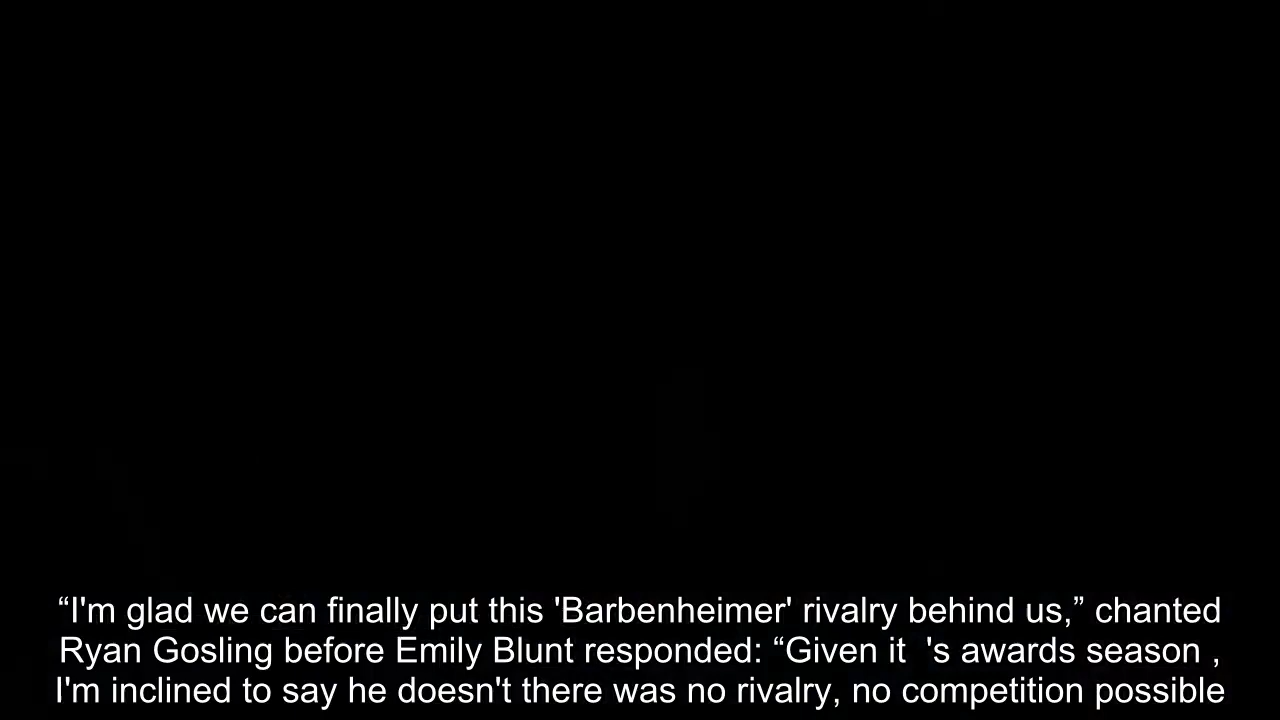 “I'm glad we can finally put this 'Barbenheimer' rivalry behind us,” chanted
Ryan Gosling before Emily Blunt responded: “Given it  's awards season ,
I'm inclined to say he doesn't there was no rivalry, no competition possible